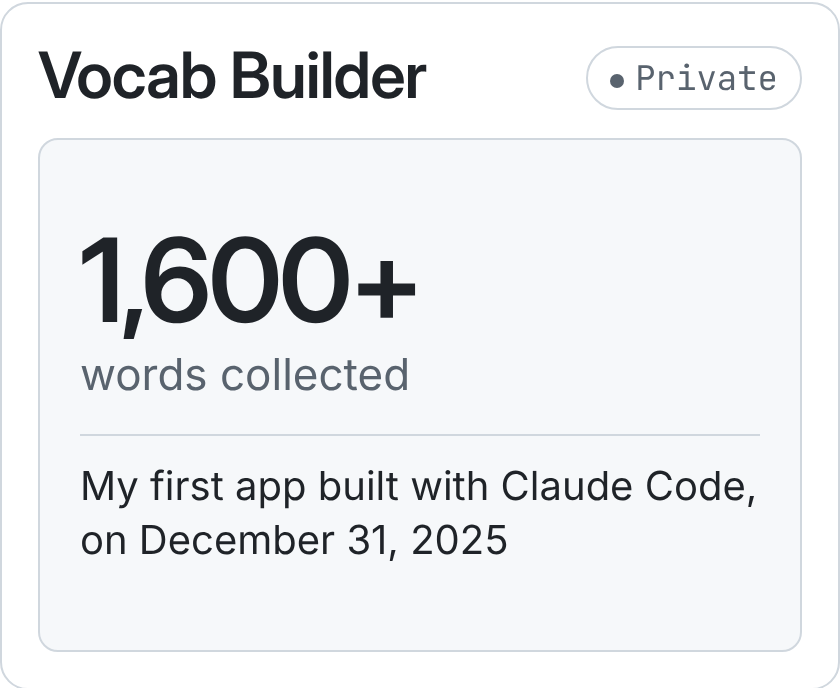 Vocab Builder
Private
1,600+
words collected
My first app built with Claude Code,
on December 31, 2025